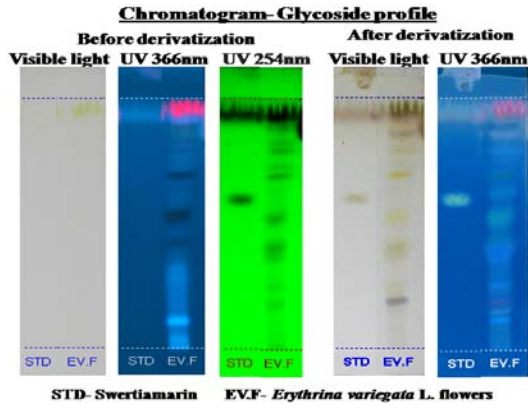 Chromatogram- Glycoside profile
Before derivatization After derivatization
Visible light UV 366nm UV 254nm Visible light UV 366nm
STD EV.F STD EV.F STD EV.F STD EV.F STD EV.F
STD- Swertiamarin EV.F- Erythrina variegata L. flowers